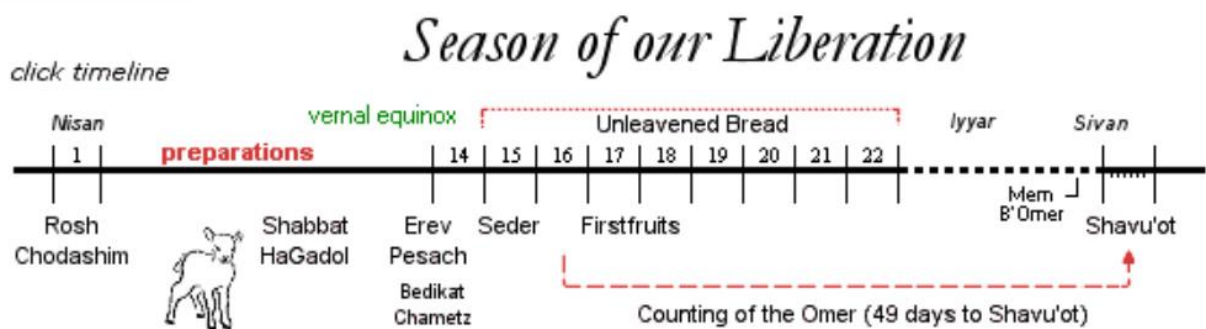 Season of our Liberation
click timeline
vernal equinox
Nisan
Unleavened Bread
Iyyar
Sivan
1
preparations
14 15 16 17 18 19 20 21 22
Mem
B'Omer
Rosh
Chodashim
Shabbat
HaGadol
Erev
Pesach
Seder
Firstfruits
Shavu'ot
Bedikat
Chametz
Counting of the Omer (49 days to Shavu'ot)